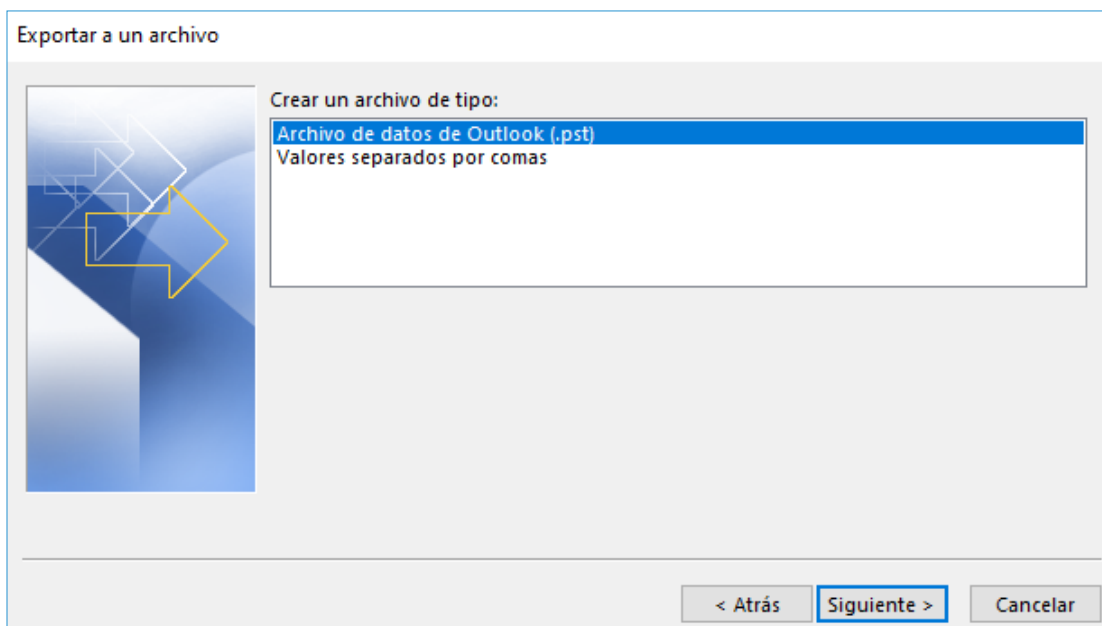 Exportar a un archivo
Crear un archivo de tipo:
Archivo de datos de Outlook (.pst)
Valores separados por comas
< Atrás
Siguiente >
Cancelar